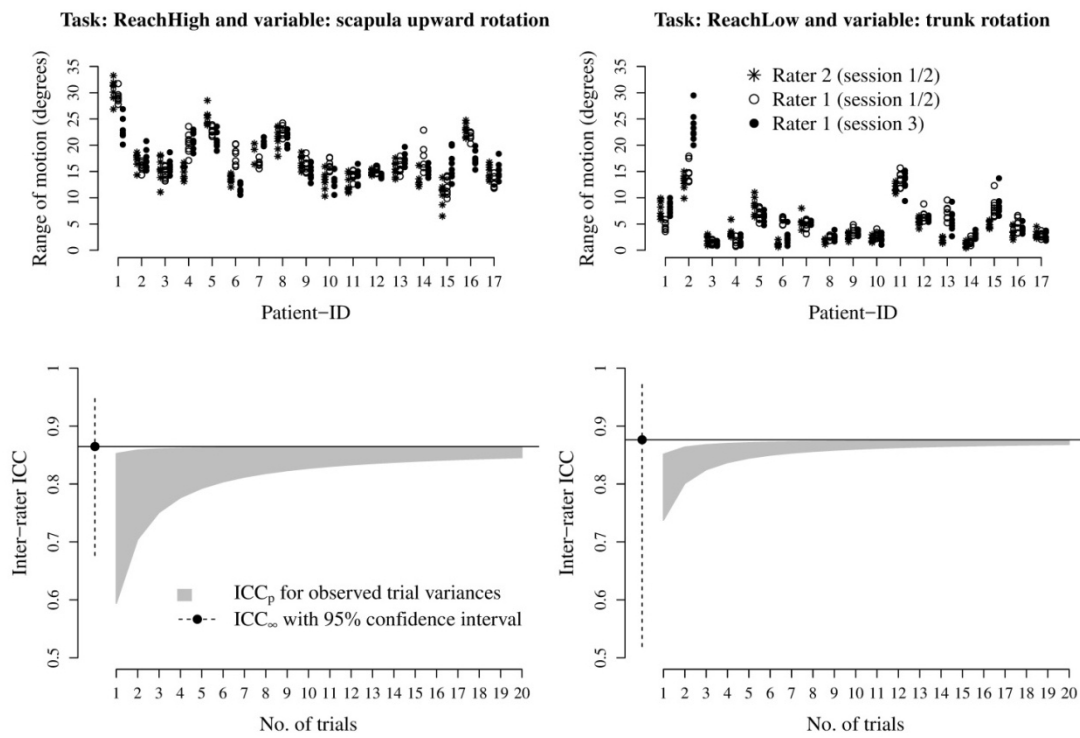 Task: ReachHigh and variable: scapula upward rotation
Range of motion (degrees)
35
30
25
20
15
10
5
0
1 2 3 4 5 6 7 8 9 10 11 12 13 14 15 16 17
Patient−ID
Task: ReachLow and variable: trunk rotation
Range of motion (degrees)
35
30
25
20
15
10
5
0
Rater 2 (session 1/2)
Rater 1 (session 1/2)
Rater 1 (session 3)
1 2 3 4 5 6 7 8 9 10 11 12 13 14 15 16 17
Patient−ID
Inter−rater ICC
1
0.9
0.8
0.7
0.6
0.5
ICCp for observed trial variances
ICC∞ with 95% confidence interval
1 2 3 4 5 6 7 8 9 10 11 12 13 14 15 16 17 18 19 20
No. of trials
Inter−rater ICC
1
0.9
0.8
0.7
0.6
0.5
1 2 3 4 5 6 7 8 9 10 11 12 13 14 15 16 17 18 19 20
No. of trials